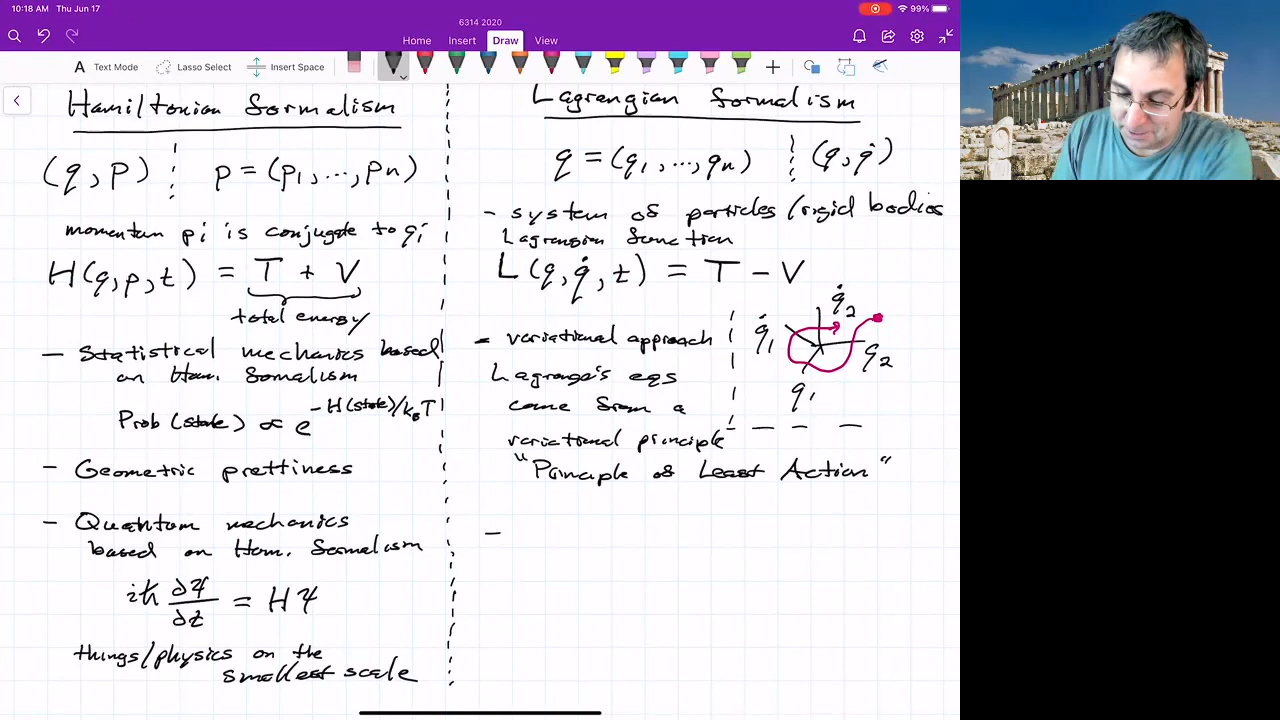 10:18 AM Thu Jun 17
99%
6314 2020
Home Insert Draw View
Text Mode Lasso Select Insert Space
Hamiltonian formalism
(q, p) p = (p1, ..., pn)
momentum pi is conjugate to qi
H(q, p, t) = T + V
total energy
- Statistical mechanics based
on Ham. formalism
Prob (state) ∝ e^-H(state)/kBT
- Geometric prettiness
- Quantum mechanics
based on Ham. formalism
iħ ∂Ψ/∂t = HΨ
things/physics on the
smallest scale
Lagrangian formalism
q = (q1, ..., qn) (q, q̇)
- system of particles/rigid bodies
Lagrangian function
L(q, q̇, t) = T - V
- variational approach
Lagrange's eqs
come from a
variational principle
"Principle of Least Action"
-
q̇2
q̇1
q2
q1